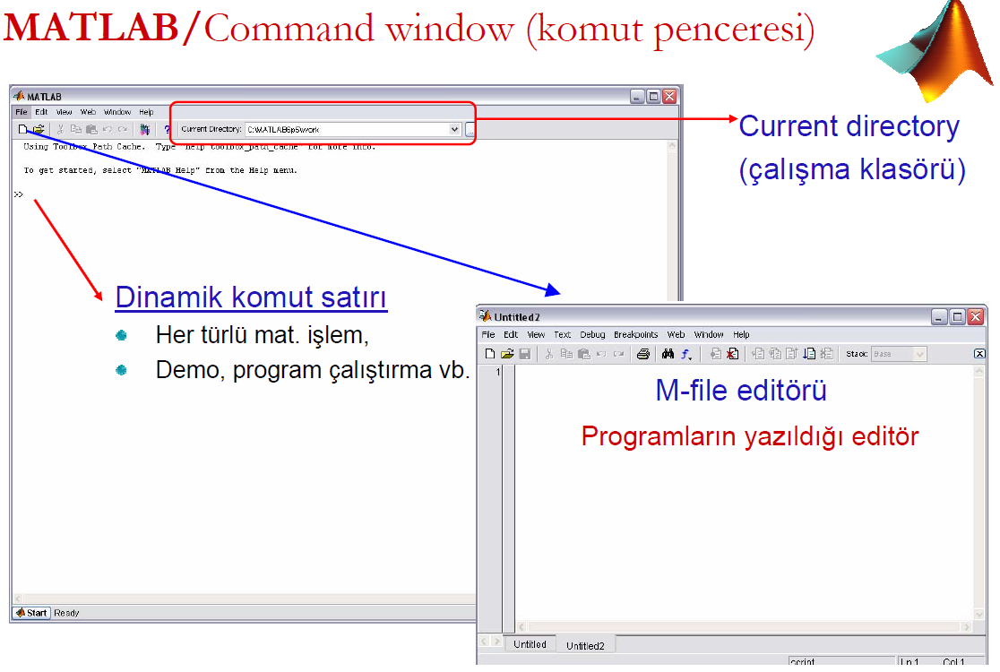 MATLAB/Command window (komut penceresi)
MATLAB
File Edit View Web Window Help
Current Directory: C:\MATLAB6p5\work
Using Toolbox Path Cache. Type "help toolbox_path_cache" for more info.
To get started, select "MATLAB Help" from the Help menu.
>>
Current directory
(çalışma klasörü)
Dinamik komut satırı
Her türlü mat. işlem,
Demo, program çalıştırma vb.
Untitled2
File Edit View Text Debug Breakpoints Web Window Help
Stack: Base
1
M-file editörü
Programların yazıldığı editör
Start Ready
Untitled Untitled2
script Ln 1 Col 1